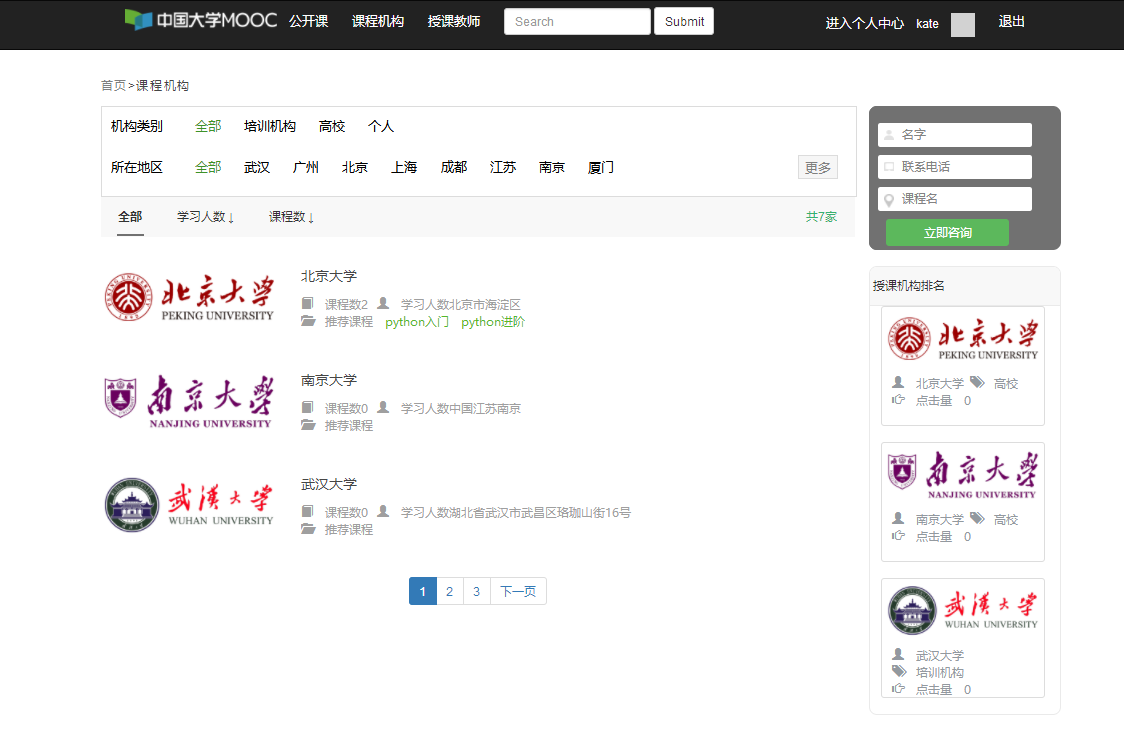 中国大学MOOC 公开课 课程机构 授课教师 Search Submit 进入个人中心 kate 退出
首页>课程机构
机构类别 全部 培训机构 高校 个人
所在地区 全部 武汉 广州 北京 上海 成都 江苏 南京 厦门 更多
全部 学习人数↓ 课程数↓ 共7家
北京大学
PEKING UNIVERSITY
1898
北京大学
课程数2 学习人数北京市海淀区
推荐课程 python入门 python进阶
南京大学
NANJING UNIVERSITY
南京大学
课程数0 学习人数中国江苏南京
推荐课程
武汉大学
WUHAN UNIVERSITY
武汉大学
课程数0 学习人数湖北省武汉市武昌区珞珈山街16号
推荐课程
1 2 3 下一页
名字
联系电话
课程名
立即咨询
授课机构排名
北京大学
PEKING UNIVERSITY
北京大学 高校
点击量 0
南京大学
NANJING UNIVERSITY
南京大学 高校
点击量 0
武汉大学
WUHAN UNIVERSITY
武汉大学
培训机构
点击量 0